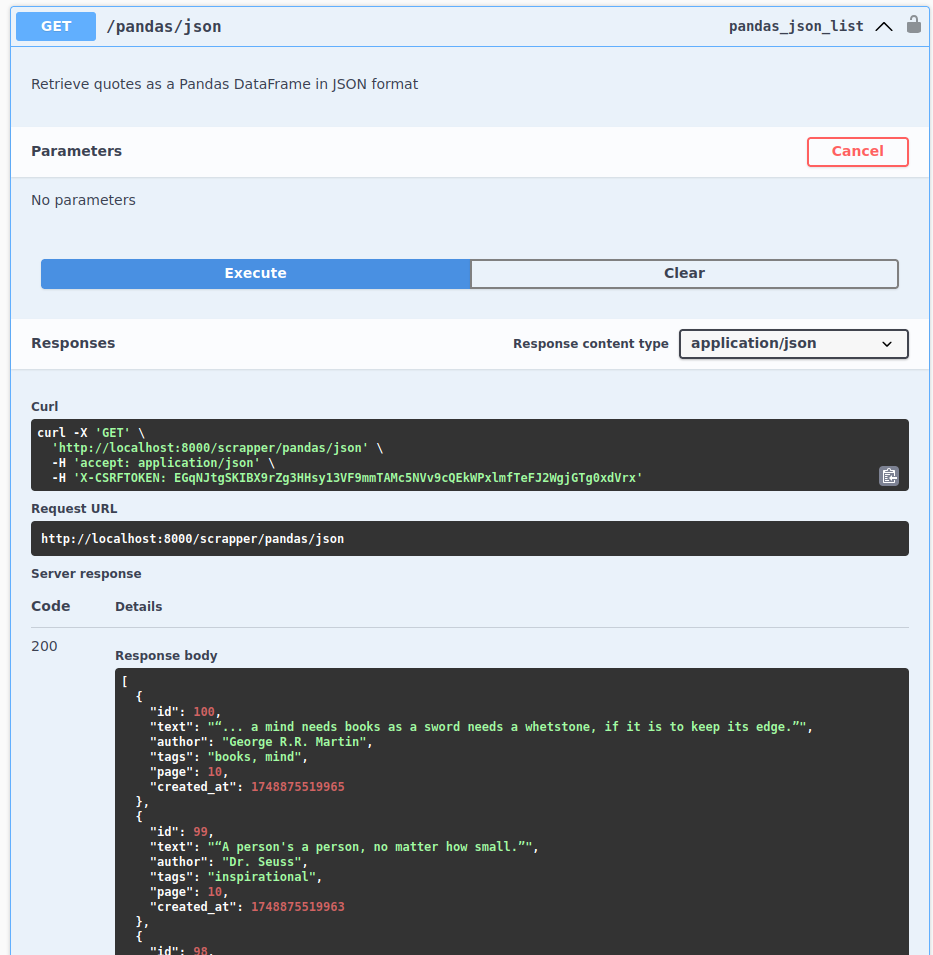 GET /pandas/json pandas_json_list
Retrieve quotes as a Pandas DataFrame in JSON format
Parameters Cancel
No parameters
Execute Clear
Responses Response content type application/json
Curl
curl -X 'GET' \
'http://localhost:8000/scrapper/pandas/json' \
-H 'accept: application/json' \
-H 'X-CSRFTOKEN: EGqNJtgSKIBX9rZg3HHsy13VF9mmTAMc5NVv9cQEkWPxlmfTeFJ2WgjGTg0xdVrx'
Request URL
http://localhost:8000/scrapper/pandas/json
Server response
Code Details
200
Response body
[
{
"id": 100,
"text": "“... a mind needs books as a sword needs a whetstone, if it is to keep its edge.”",
"author": "George R.R. Martin",
"tags": "books, mind",
"page": 10,
"created_at": 1748875519965
},
{
"id": 99,
"text": "“A person's a person, no matter how small.”",
"author": "Dr. Seuss",
"tags": "inspirational",
"page": 10,
"created_at": 1748875519963
},
{
"id": 98,